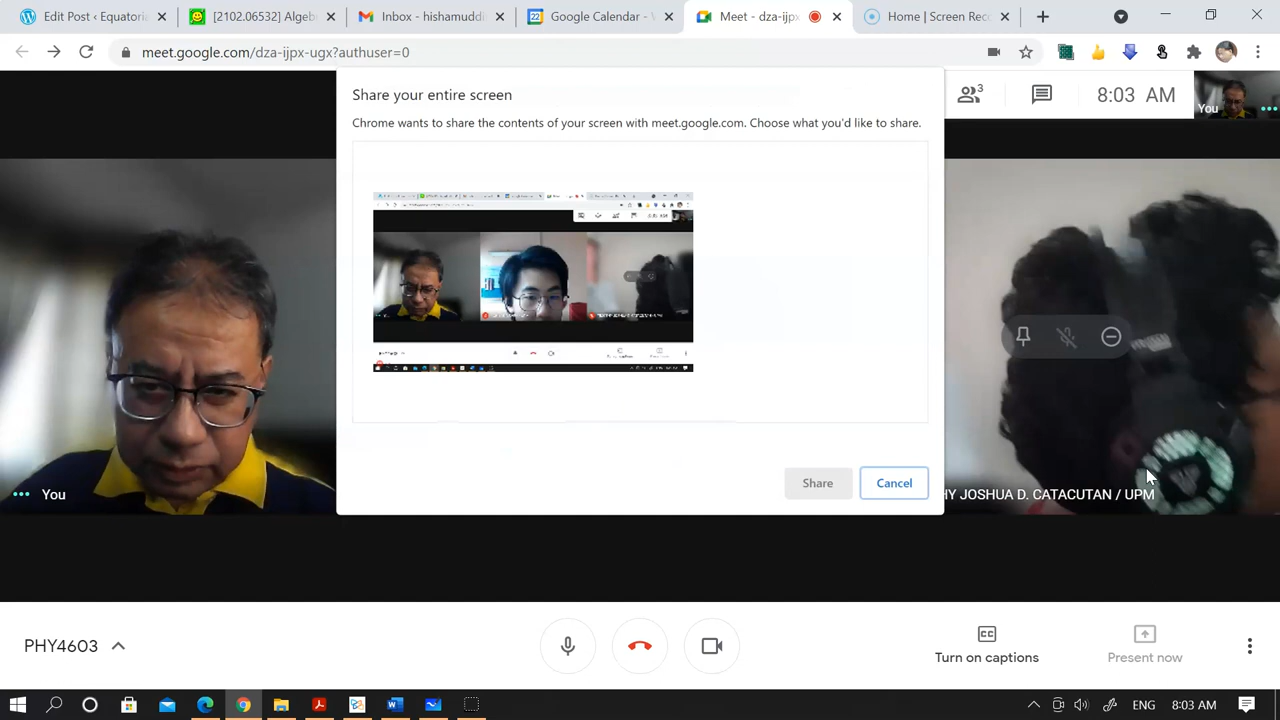 Edit Post ‹ Equatoria
[2102.06535] Algeb
Inbox - hishamuddi
Google Calendar - V
Meet - dza-ijpx
Home | Screen Rec
meet.google.com/dza-ijpx-ugx?authuser=0
Share your entire screen
Chrome wants to share the contents of your screen with meet.google.com. Choose what you'd like to share.
3
8:03 AM
You
Share
Cancel
You
HY JOSHUA D. CATACUTAN / UPM
PHY4603
Turn on captions
Present now
ENG
8:03 AM